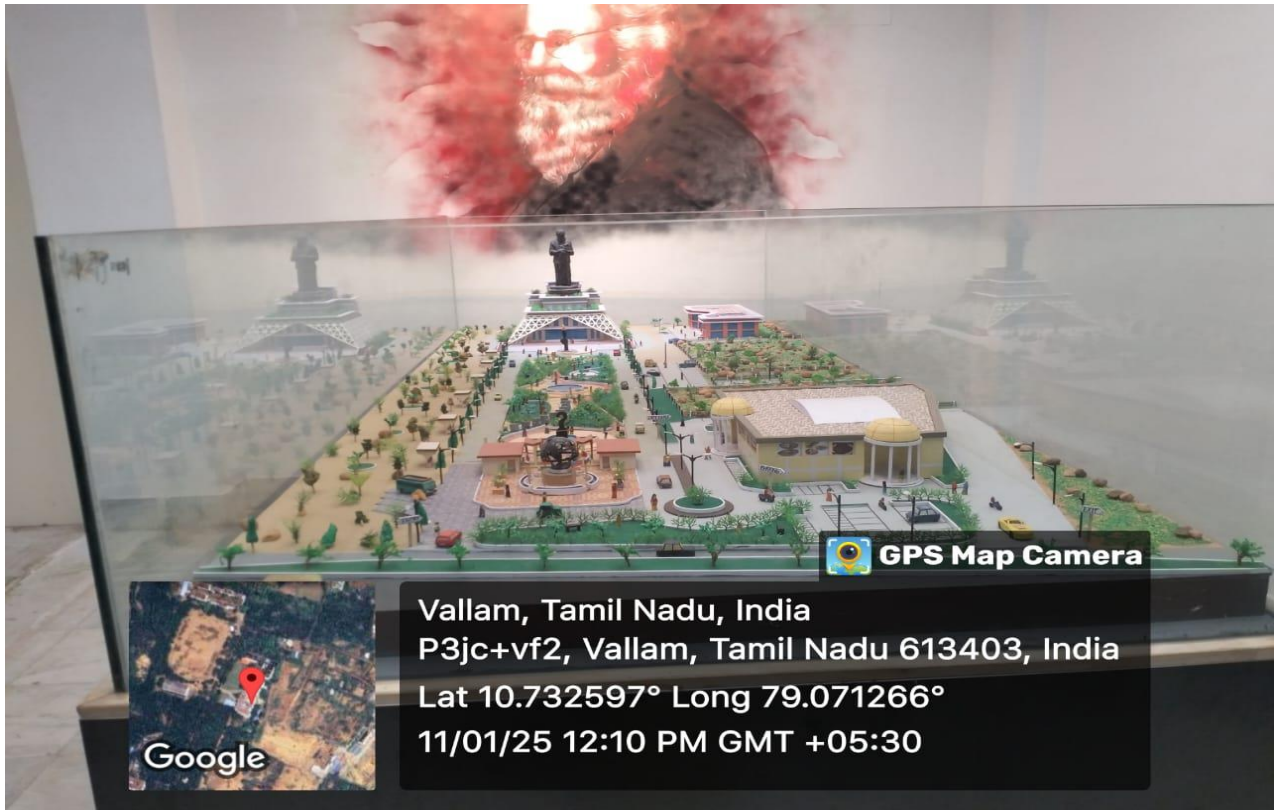 GPS Map Camera
Vallam, Tamil Nadu, India
P3jc+vf2, Vallam, Tamil Nadu 613403, India
Lat 10.732597° Long 79.071266°
11/01/25 12:10 PM GMT +05:30
Google